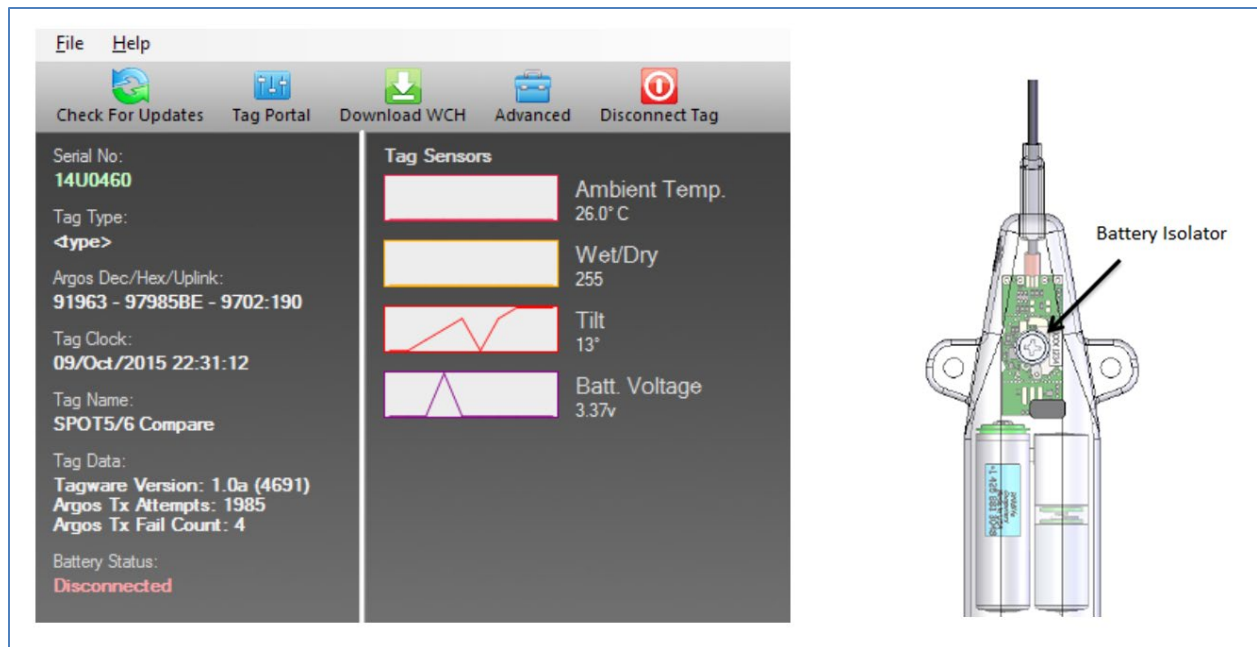 File Help
Check For Updates Tag Portal Download WCH Advanced Disconnect Tag
Serial No:
14U0460
Tag Type:
<type>
Argos Dec/Hex/Uplink:
91963 - 97985BE - 9702:190
Tag Clock:
09/Oct/2015 22:31:12
Tag Name:
SPOT5/6 Compare
Tag Data:
Tagware Version: 1.0a (4691)
Argos Tx Attempts: 1985
Argos Tx Fail Count: 4
Battery Status:
Disconnected
Tag Sensors
Ambient Temp.
26.0° C
Wet/Dry
255
Tilt
13°
Batt. Voltage
3.37v
Battery Isolator